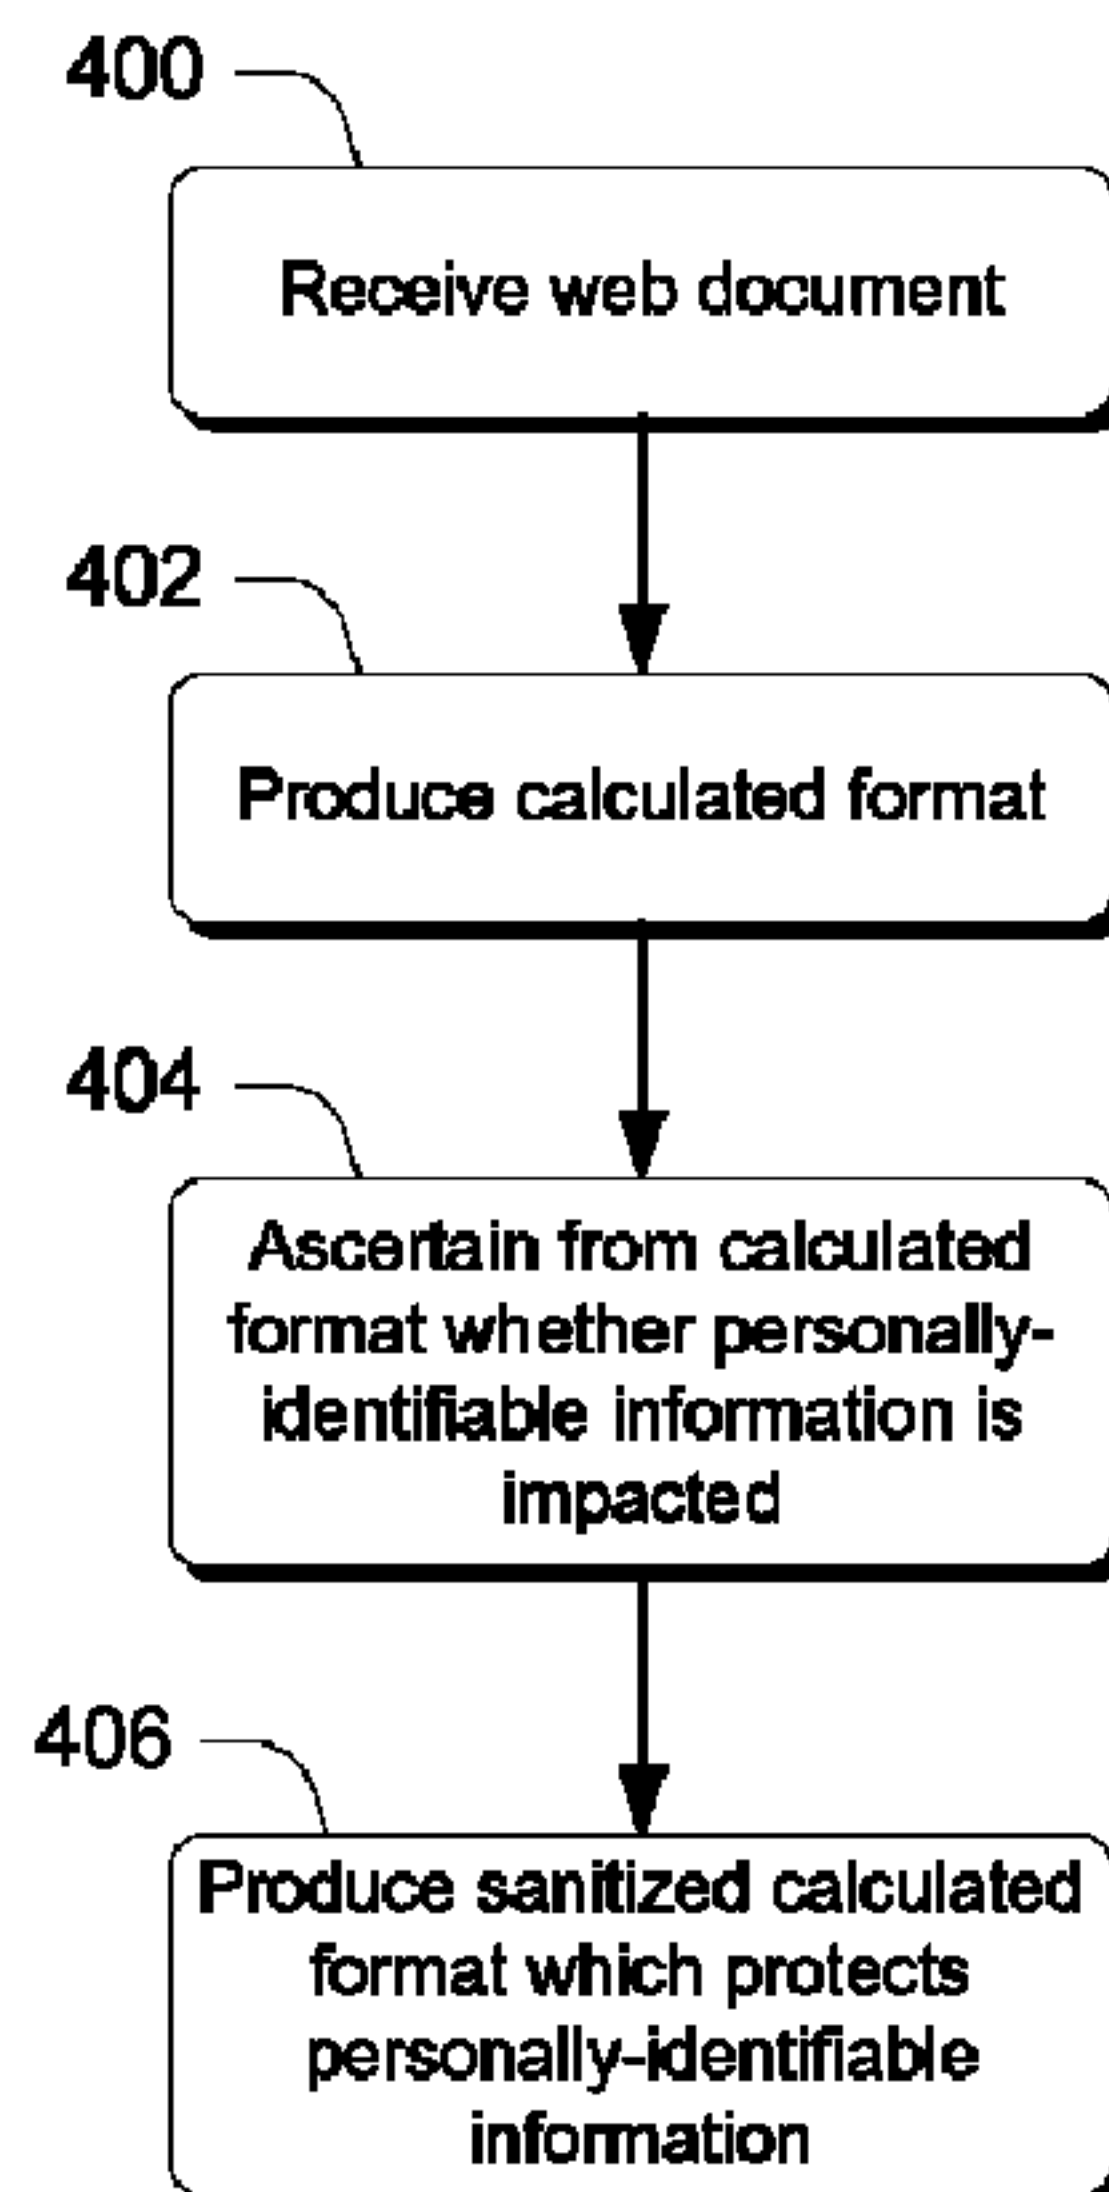 400
Receive web document
402
Produce calculated format
404
Ascertain from calculated
format whether personally-
identifiable information is
impacted
406
Produce sanitized calculated
format which protects
personally-identifiable
information